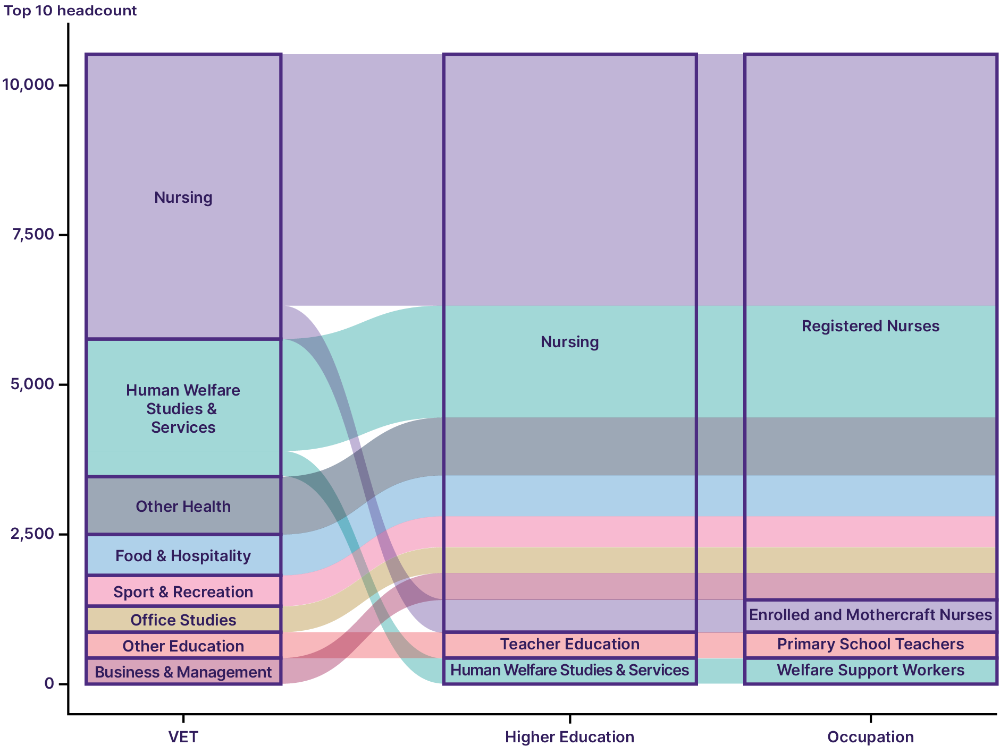 Top 10 headcount
10,000
7,500
5,000
2,500
0
Nursing
Human Welfare
Studies &
Services
Other Health
Food & Hospitality
Sport & Recreation
Office Studies
Other Education
Business & Management
Nursing
Teacher Education
Human Welfare Studies & Services
Registered Nurses
Enrolled and Mothercraft Nurses
Primary School Teachers
Welfare Support Workers
VET
Higher Education
Occupation